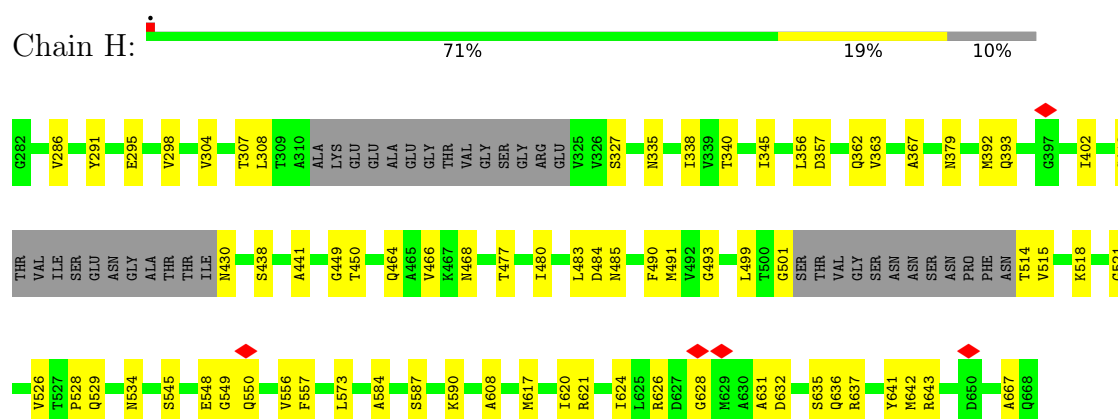 Chain H:
71% 19% 10%
G282 V286 Y291 E295 V298 V304 T307 L308 T309 A310 ALA LYS GLU GLU ALA GLU GLY THR VAL GLY SER GLY ARG GLU V325 V326 S327 N335 I338 V339 T340 I345 L356 D357 Q362 V363 A367 N379 M392 Q393 G397 I402
THR VAL ILE SER GLU ASN GLY ALA THR THR ILE N430 S438 A441 G449 T450 Q464 A465 V466 K467 N468 T477 I480 L483 D484 N485 F490 M491 V492 G493 L499 T500 G501 SER THR VAL GLY SER ASN ASN SER ASN PRO PHE ASN T514 V515 K518 G521
V526 T527 P528 Q529 N534 S545 E548 G549 Q550 V556 F557 L573 A584 S587 K590 A608 M617 I620 R621 I624 L625 R626 D627 G628 M629 A630 A631 D632 S635 Q636 R637 Y641 M642 R643 D650 A667 Q668